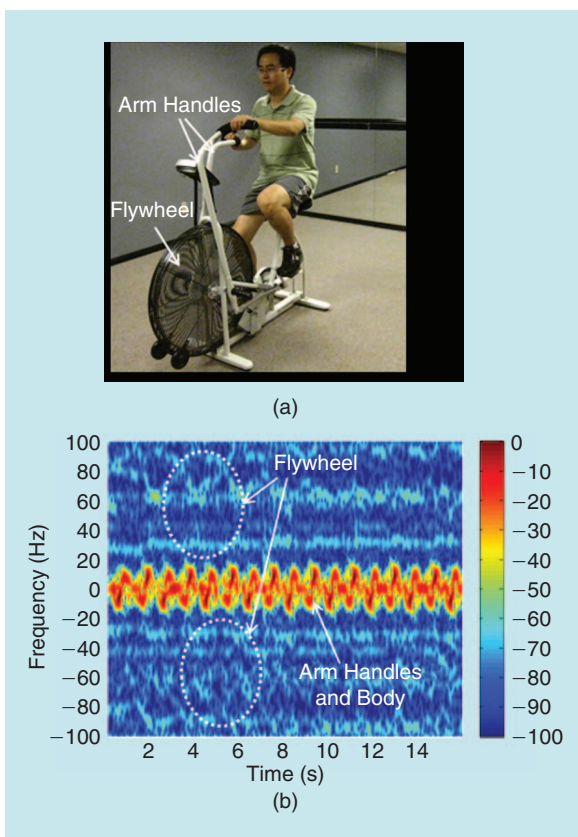 Arm Handles
Flywheel
(a)
100
80
60
40
20
0
−20
−40
−60
−80
−100
Frequency (Hz)
Flywheel
Arm Handles
and Body
2 4 6 8 10 12 14
Time (s)
0
−10
−20
−30
−40
−50
−60
−70
−80
−90
−100
(b)